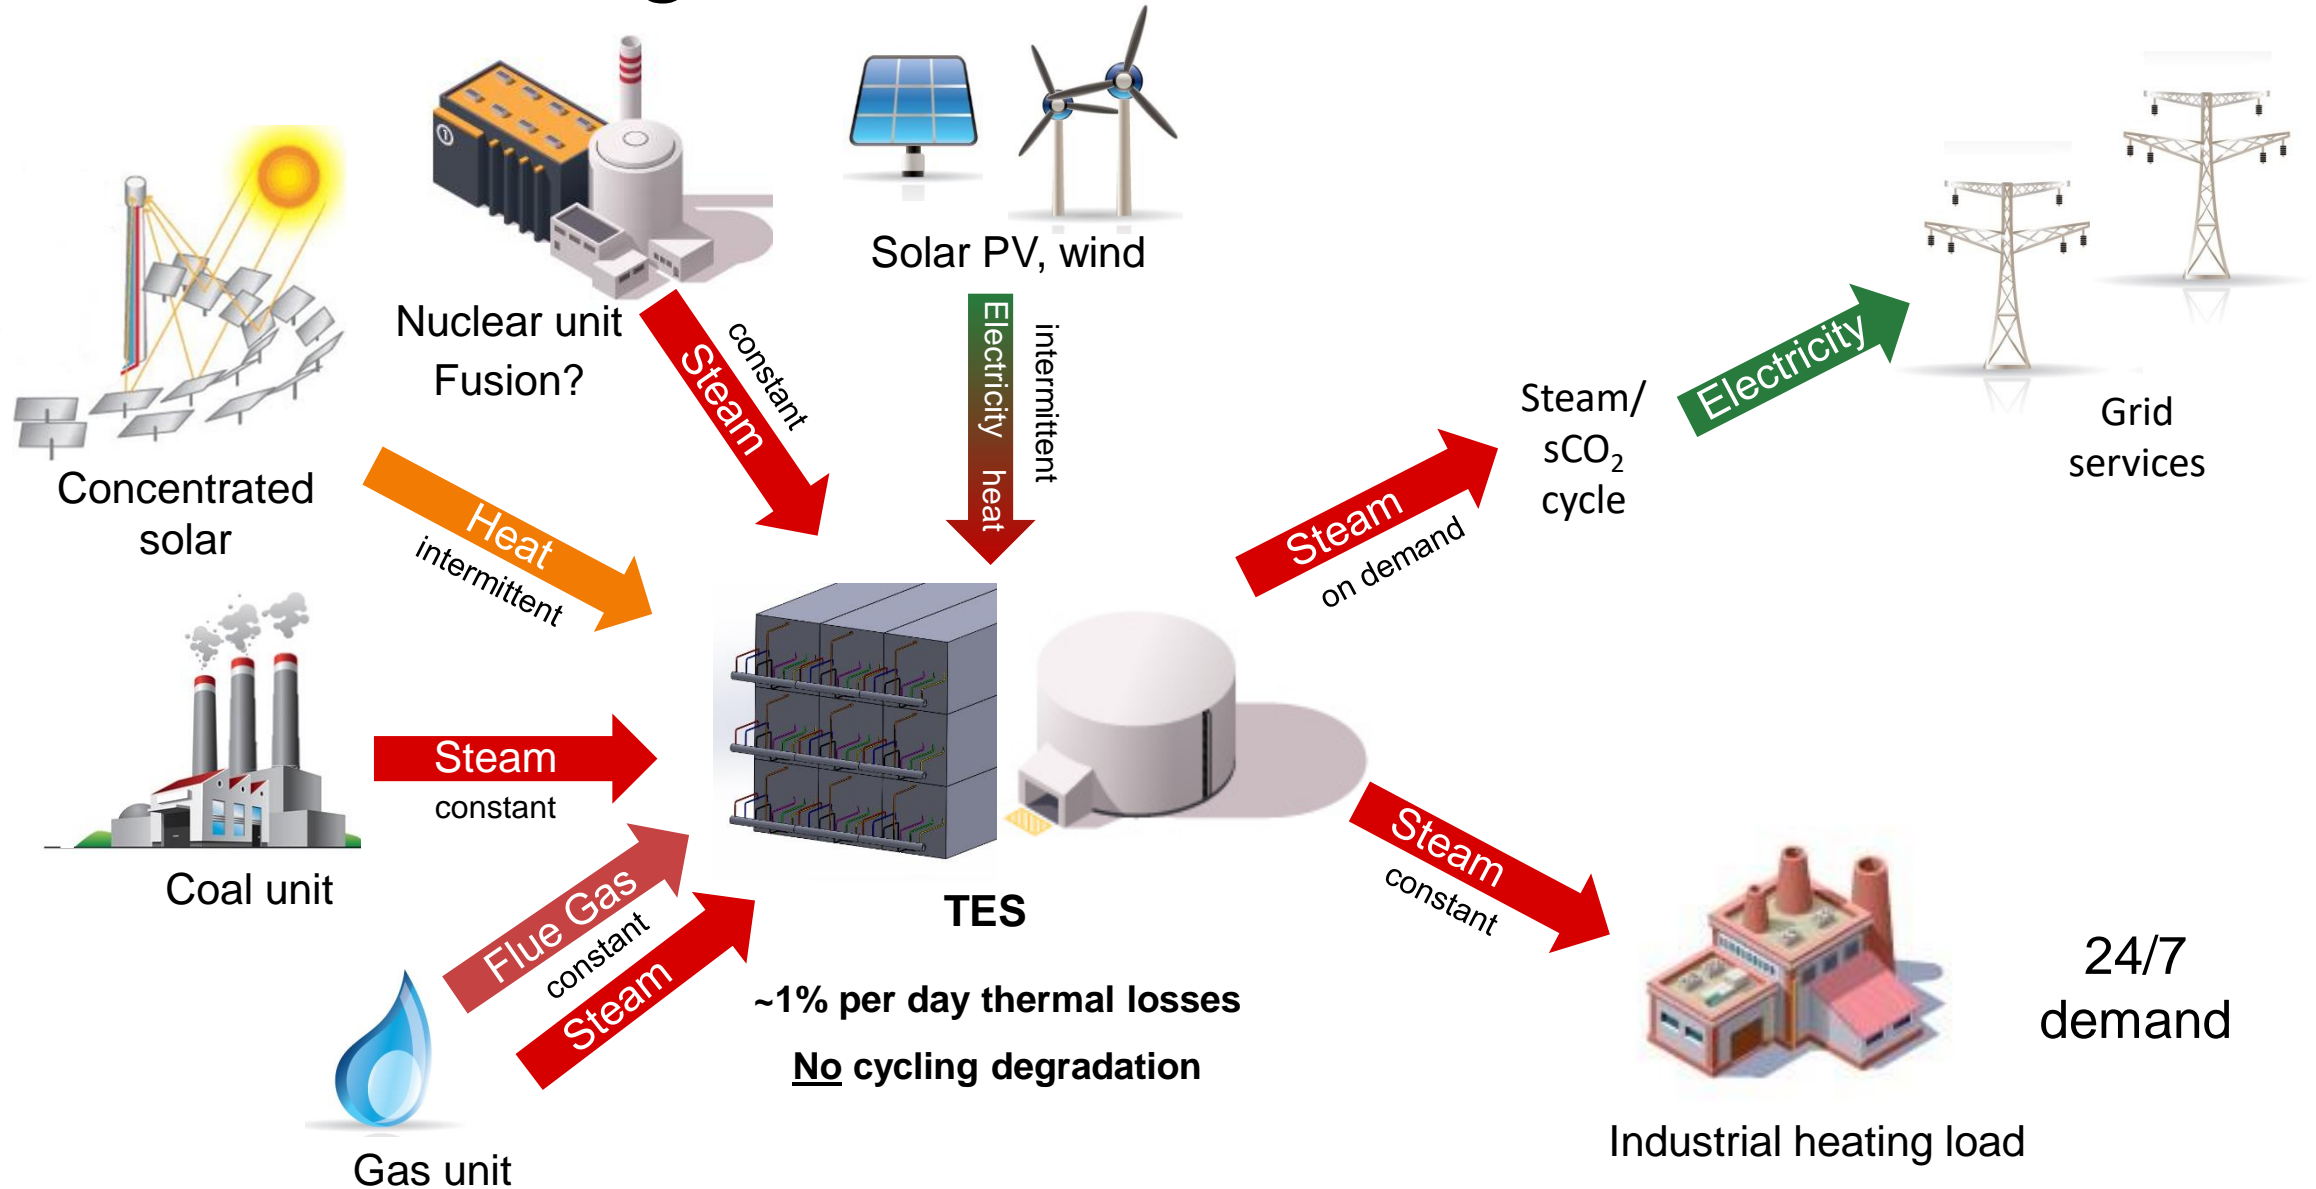 Solar PV, wind
Nuclear unit
Fusion?
Steam
constant
Electricity heat
intermittent
Concentrated
solar
Heat
intermittent
Steam/
sCO₂
cycle
Electricity
Grid
services
Steam
on demand
Coal unit
Steam
constant
Flue Gas
constant
Steam
Gas unit
TES
~1% per day thermal losses
No cycling degradation
Steam
constant
24/7
demand
Industrial heating load